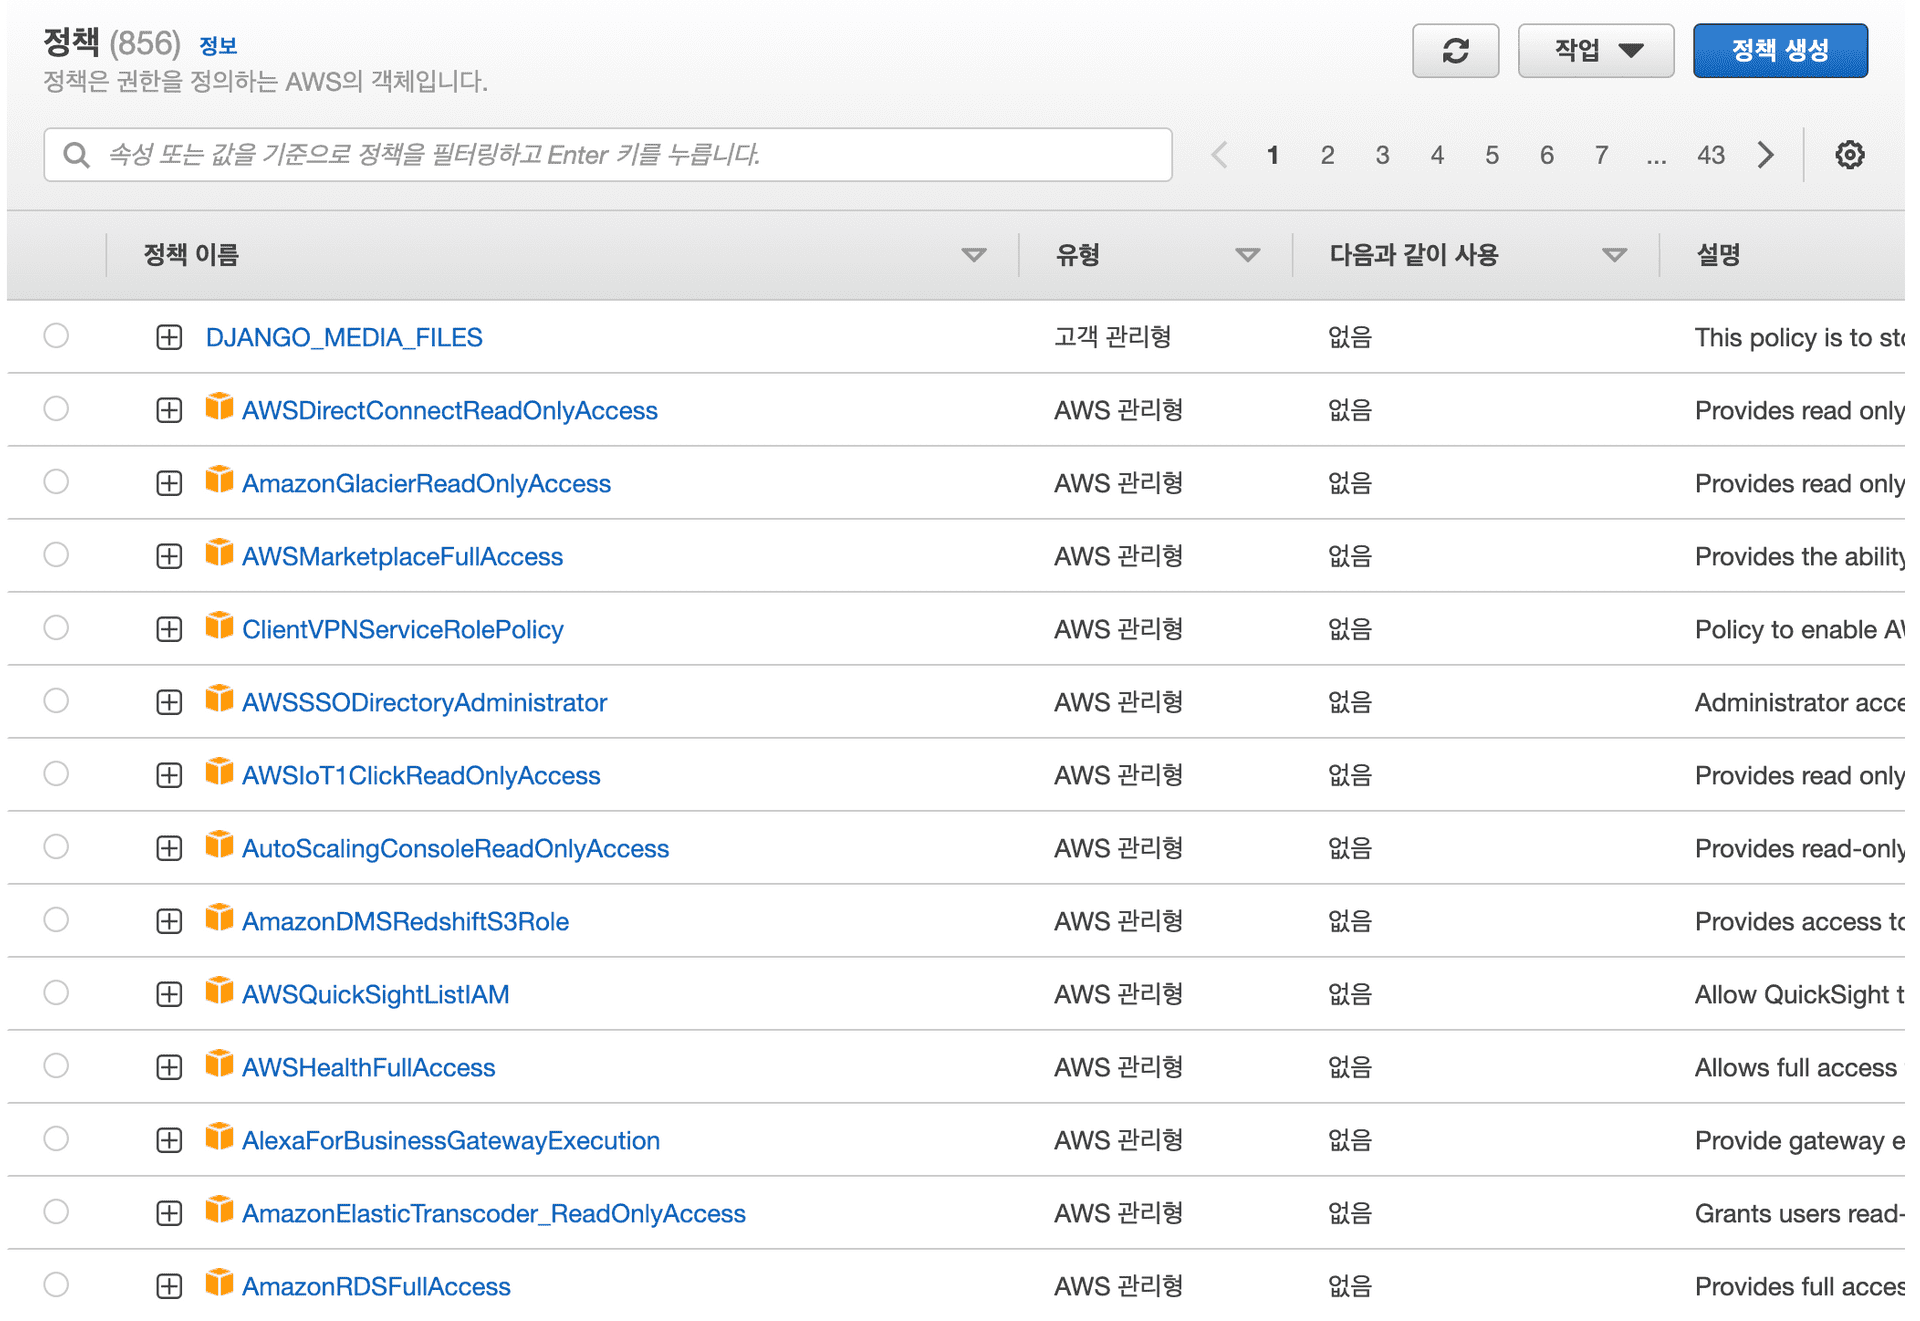 정책 (856) 정보
정책은 권한을 정의하는 AWS의 객체입니다.
작업
정책 생성
속성 또는 값을 기준으로 정책을 필터링하고 Enter 키를 누릅니다.
1 2 3 4 5 6 7 ... 43
정책 이름 유형 다음과 같이 사용 설명
DJANGO_MEDIA_FILES 고객 관리형 없음 This policy is to sto
AWSDirectConnectReadOnlyAccess AWS 관리형 없음 Provides read only
AmazonGlacierReadOnlyAccess AWS 관리형 없음 Provides read only
AWSMarketplaceFullAccess AWS 관리형 없음 Provides the ability
ClientVPNServiceRolePolicy AWS 관리형 없음 Policy to enable AW
AWSSSODirectoryAdministrator AWS 관리형 없음 Administrator acce
AWSIoT1ClickReadOnlyAccess AWS 관리형 없음 Provides read only
AutoScalingConsoleReadOnlyAccess AWS 관리형 없음 Provides read-only
AmazonDMSRedshiftS3Role AWS 관리형 없음 Provides access to
AWSQuickSightListIAM AWS 관리형 없음 Allow QuickSight t
AWSHealthFullAccess AWS 관리형 없음 Allows full access
AlexaForBusinessGatewayExecution AWS 관리형 없음 Provide gateway e
AmazonElasticTranscoder_ReadOnlyAccess AWS 관리형 없음 Grants users read-
AmazonRDSFullAccess AWS 관리형 없음 Provides full acces